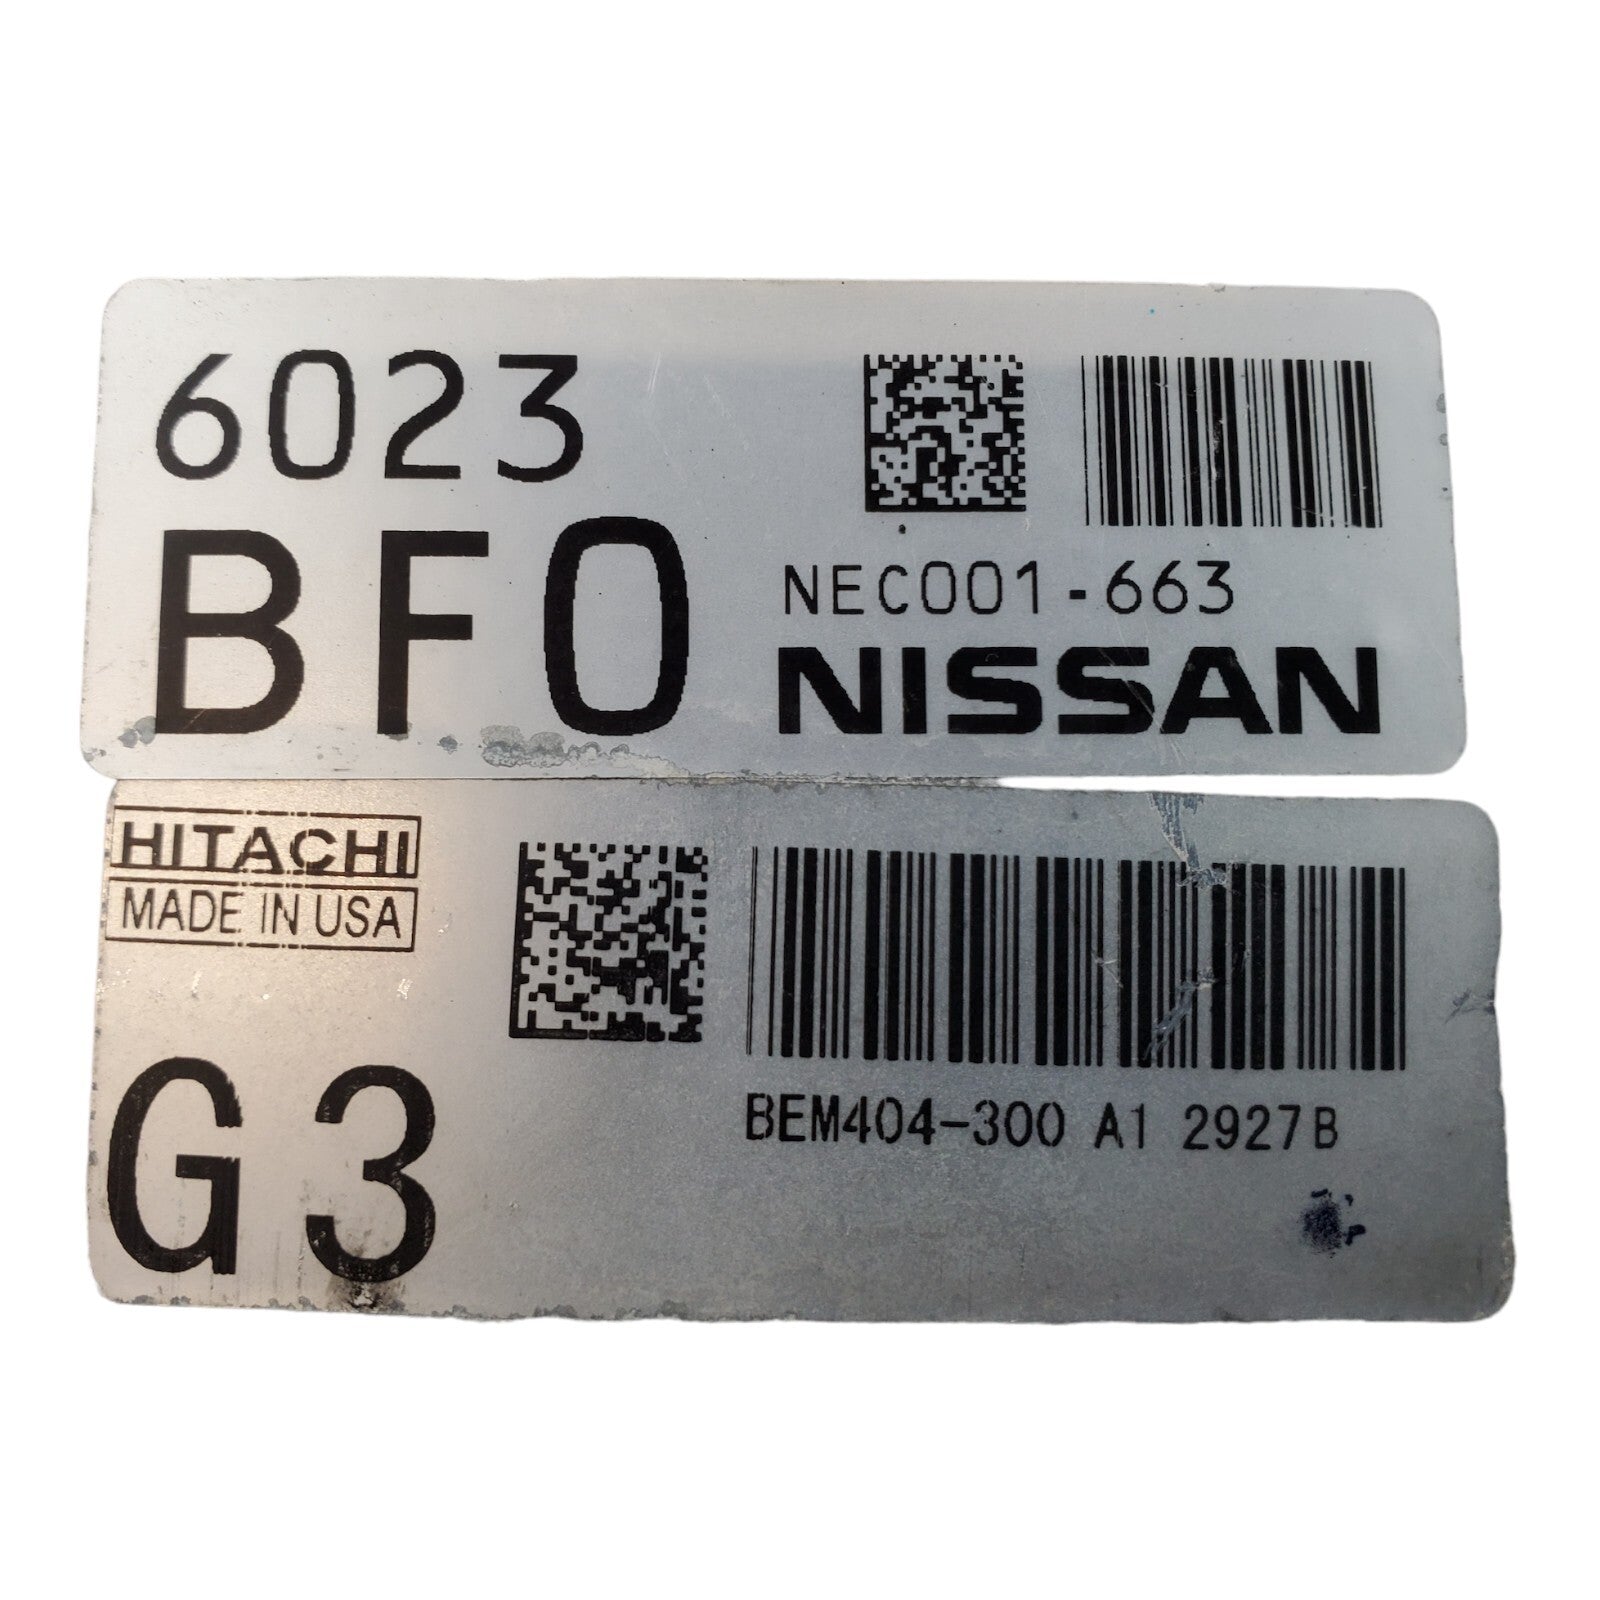 6023
BF0
NEC001-663
NISSAN
HITACHI
MADE IN USA
G3
BEM404-300 A1 2927B